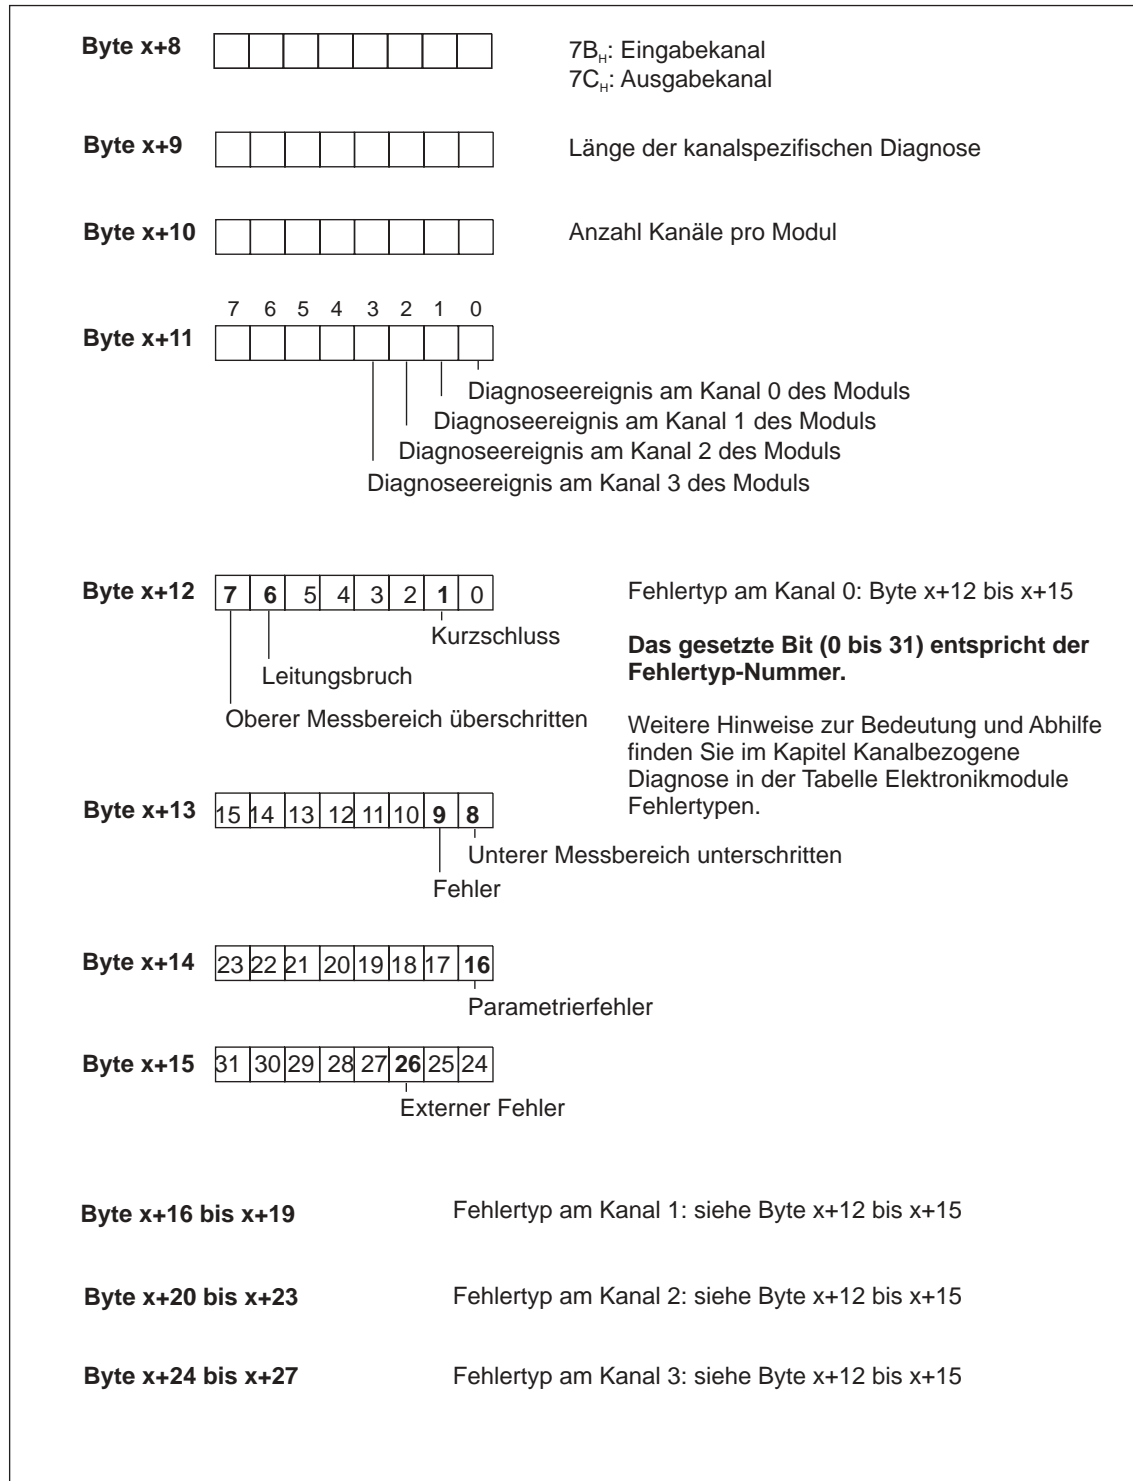 Byte x+8
7BH: Eingabekanal
7CH: Ausgabekanal
Byte x+9
Länge der kanalspezifischen Diagnose
Byte x+10
Anzahl Kanäle pro Modul
7 6 5 4 3 2 1 0
Byte x+11
Diagnoseereignis am Kanal 0 des Moduls
Diagnoseereignis am Kanal 1 des Moduls
Diagnoseereignis am Kanal 2 des Moduls
Diagnoseereignis am Kanal 3 des Moduls
Byte x+12
7 6 5 4 3 2 1 0
Kurzschluss
Leitungsbruch
Oberer Messbereich überschritten
Fehlertyp am Kanal 0: Byte x+12 bis x+15
Das gesetzte Bit (0 bis 31) entspricht der
Fehlertyp-Nummer.
Weitere Hinweise zur Bedeutung und Abhilfe
finden Sie im Kapitel Kanalbezogene
Diagnose in der Tabelle Elektronikmodule
Fehlertypen.
Byte x+13
15 14 13 12 11 10 9 8
Unterer Messbereich unterschritten
Fehler
Byte x+14
23 22 21 20 19 18 17 16
Parametrierfehler
Byte x+15
31 30 29 28 27 26 25 24
Externer Fehler
Byte x+16 bis x+19
Fehlertyp am Kanal 1: siehe Byte x+12 bis x+15
Byte x+20 bis x+23
Fehlertyp am Kanal 2: siehe Byte x+12 bis x+15
Byte x+24 bis x+27
Fehlertyp am Kanal 3: siehe Byte x+12 bis x+15